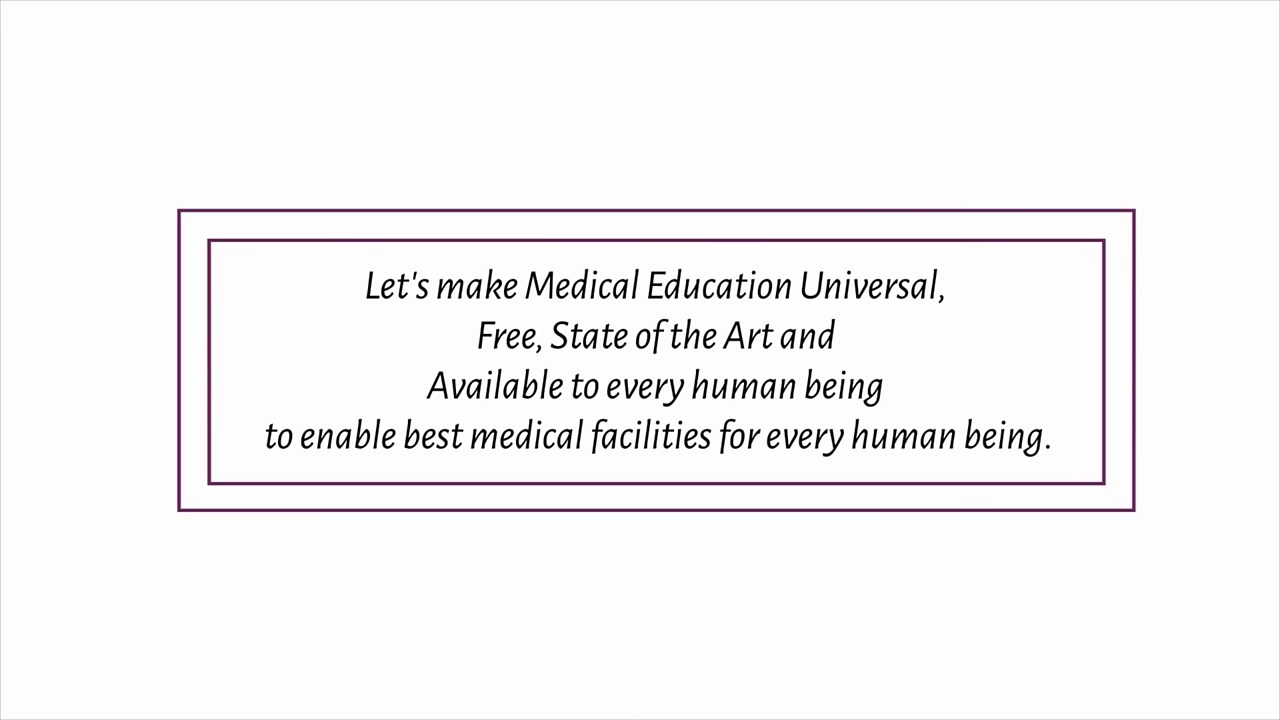 Let's make Medical Education Universal,
Free, State of the Art and
Available to every human being
to enable best medical facilities for every human being.